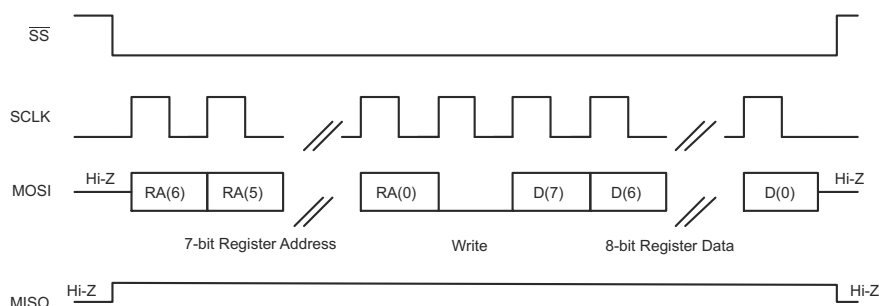 SS
SCLK
Hi-Z
MOSI
RA(6) RA(5) RA(0) D(7) D(6) D(0)
Hi-Z
7-bit Register Address Write 8-bit Register Data
Hi-Z
MISO
Hi-Z